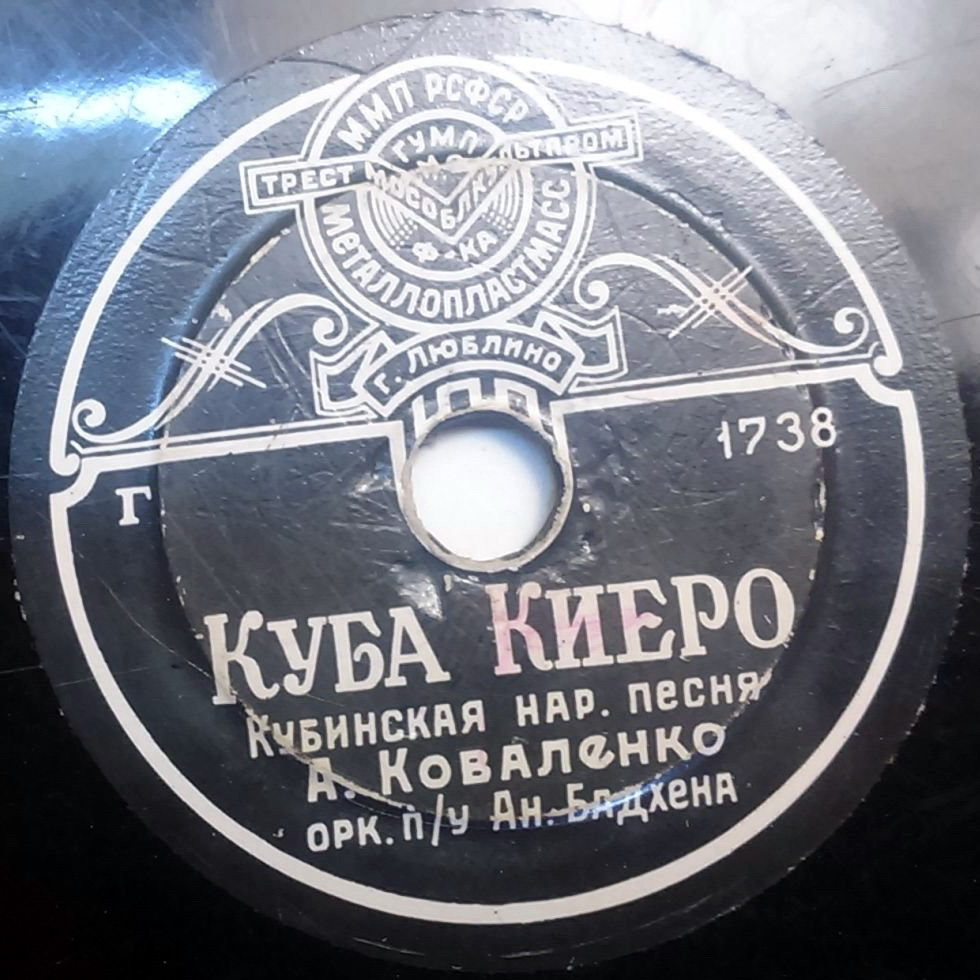 ММП РСФСР
ГУМП
ТРЕСТ МОСОБЛКУЛЬТПРОМ
Ф-КА
МЕТАЛЛОПЛАСТМАСС
г. ЛЮБЛИНО
1738
Г
КУБА КИЕРО
Кубинская нар. песня
А. Коваленко
орк. п/у Ан. Бадхена